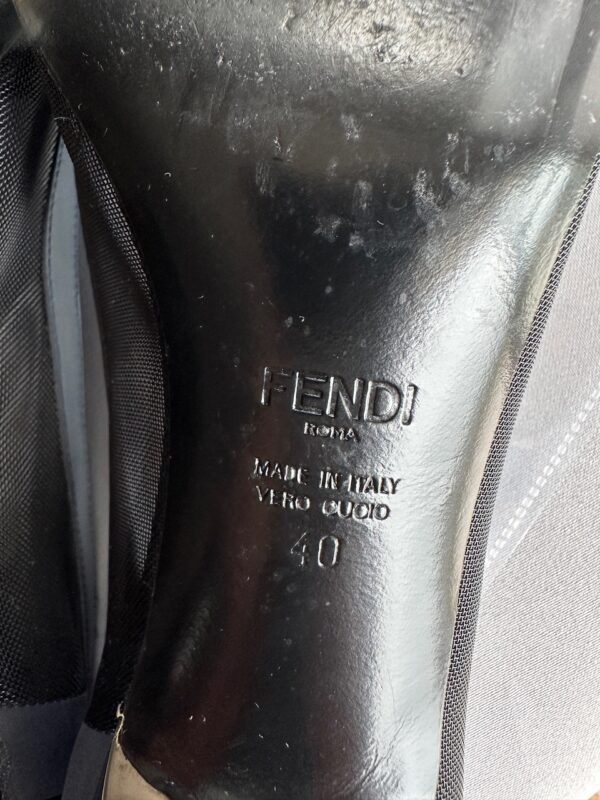 FENDI
ROMA
MADE IN ITALY
VERO CUOIO
40